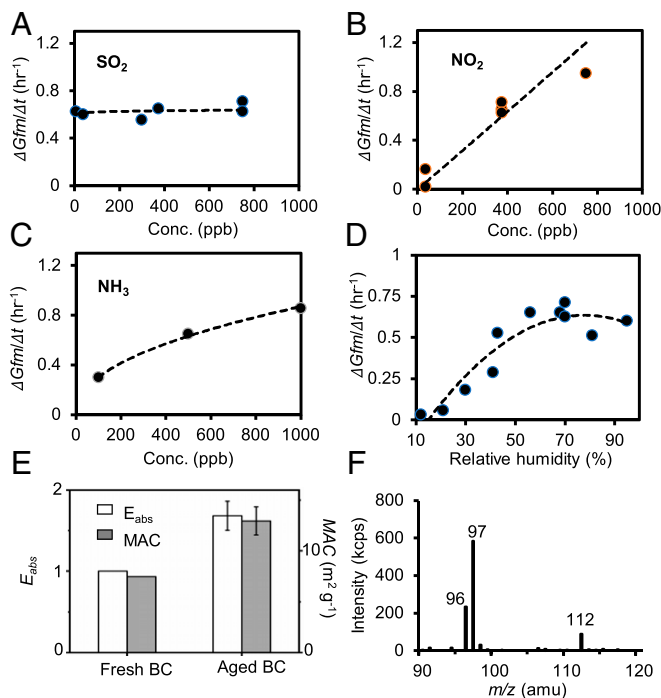 A
SO2
ΔGfm/Δt (hr-1)
1.2
0.8
0.4
0
0 200 400 600 800 1000
Conc. (ppb)
B
NO2
ΔGfm/Δt (hr-1)
1.2
0.8
0.4
0
0 200 400 600 800 1000
Conc. (ppb)
C
NH3
ΔGfm/Δt (hr-1)
1.2
0.8
0.4
0
0 200 400 600 800 1000
Conc. (ppb)
D
ΔGfm/Δt (hr-1)
1
0.75
0.5
0.25
0
10 30 50 70 90
Relative humidity (%)
E
Eabs
MAC
Eabs
2
1
0
MAC (m2 g-1)
10
0
Fresh BC Aged BC
F
Intensity (kcps)
800
600
400
200
0
97
96
112
90 100 110 120
m/z (amu)